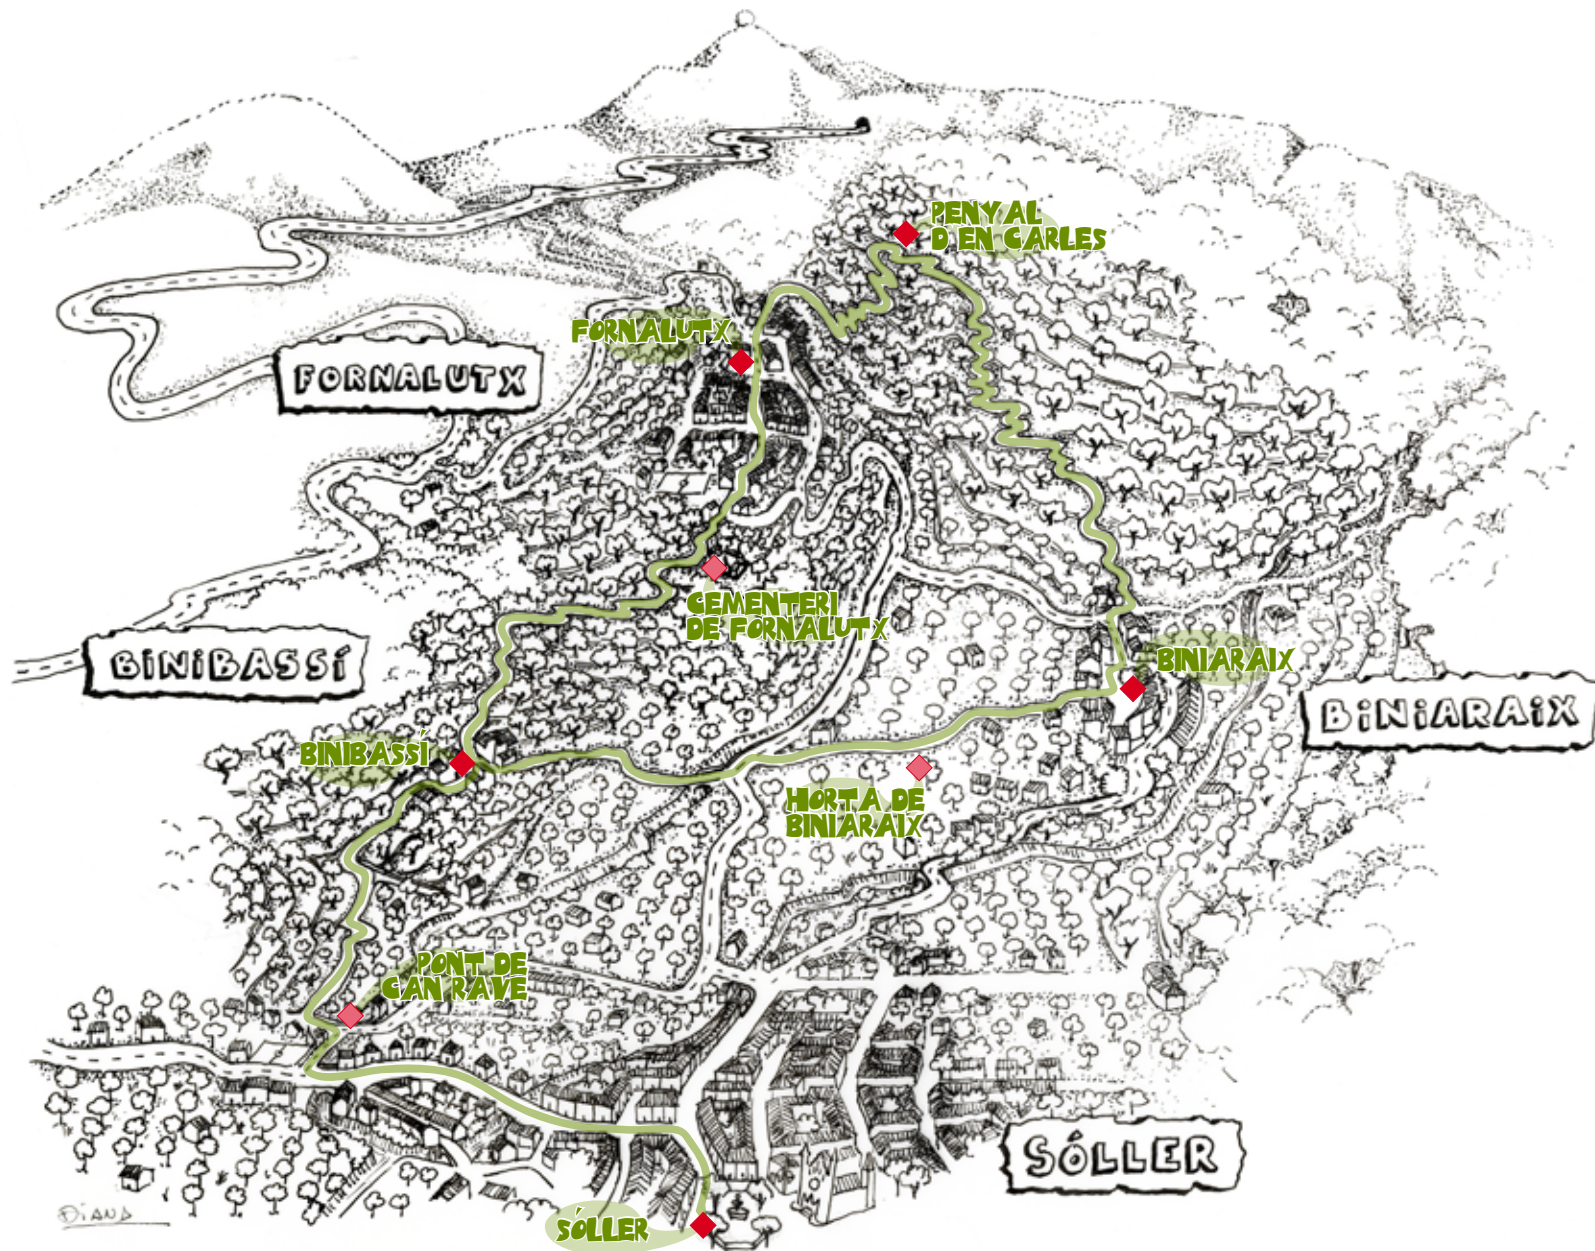 PENYAL
D EN CARLES
FORNALUTX
FORNALUTX
CEMENTERI
DE FORNALUTX
BINIBASSÍ
BINIARAIX
BINIARAIX
BINIBASSÍ
HORTA DE
BINIARAIX
PONT DE
CAN RAVE
SÓLLER
SÓLLER
DIANA